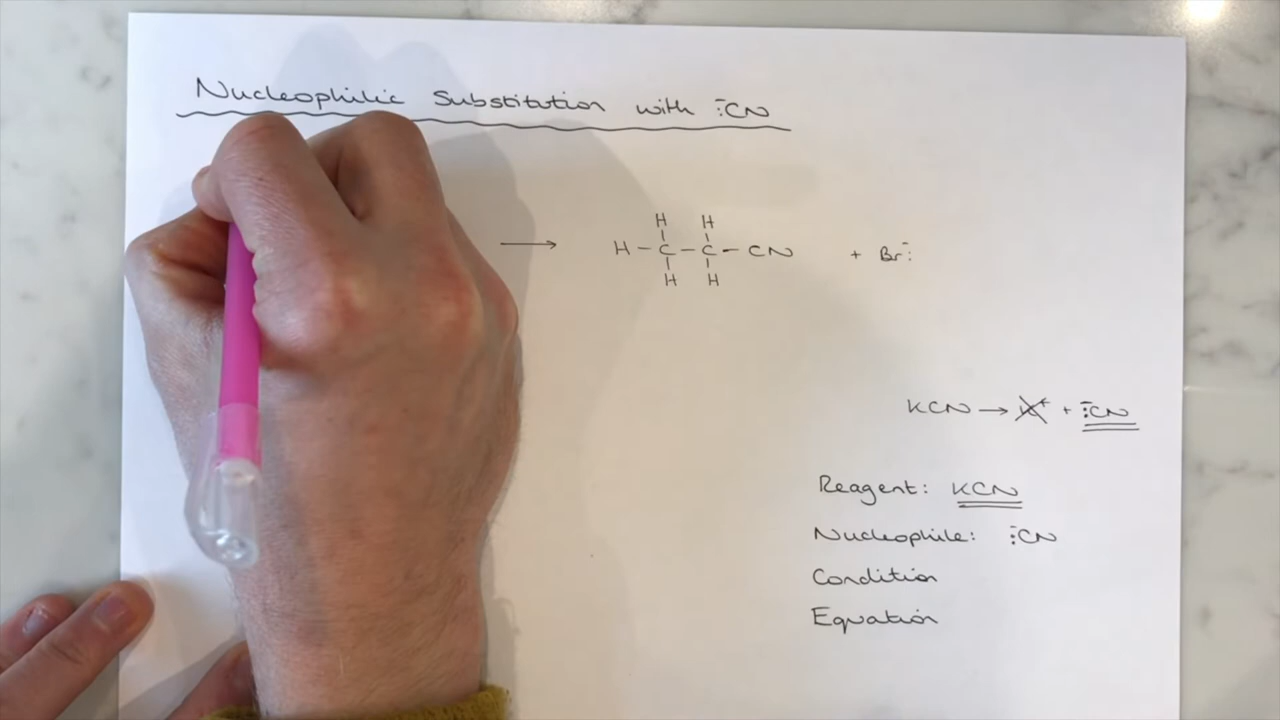 Nucleophilic Substitution with :⁻CN
→
H H
H - C - C - CN + Br:⁻
H H
KCN → K⁺ + :⁻CN
Reagent: KCN
Nucleophile: :⁻CN
Condition
Equation